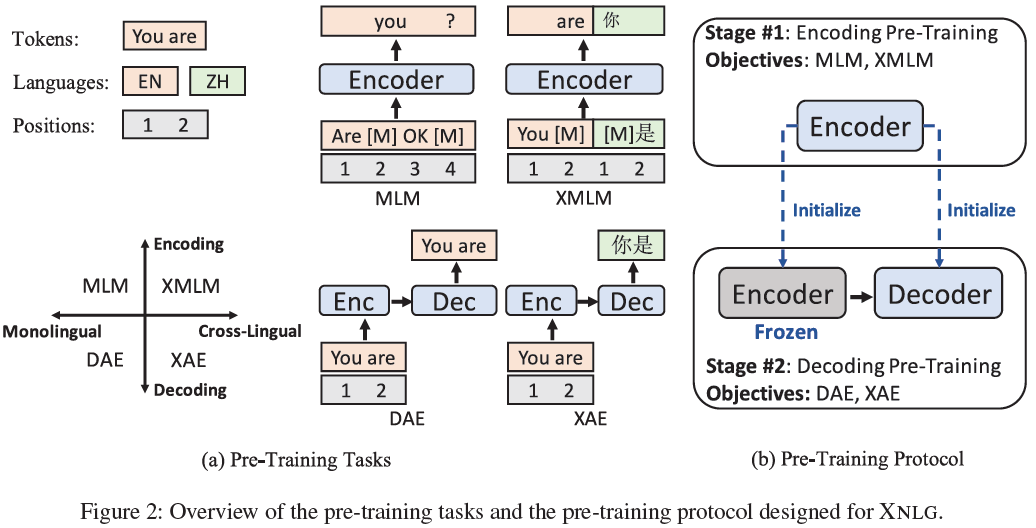 Tokens: You are
Languages: EN ZH
Positions: 1 2
you ?
Encoder
Are [M] OK [M]
1 2 3 4
MLM
are 你
Encoder
You [M] [M]是
1 2 1 2
XMLM
Encoding
MLM XMLM
Monolingual Cross-Lingual
DAE XAE
Decoding
You are
Enc Dec
You are
1 2
DAE
你是
Enc Dec
You are
1 2
XAE
(a) Pre-Training Tasks
Stage #1: Encoding Pre-Training
Objectives: MLM, XMLM
Encoder
Initialize Initialize
Encoder Decoder
Frozen
Stage #2: Decoding Pre-Training
Objectives: DAE, XAE
(b) Pre-Training Protocol
Figure 2: Overview of the pre-training tasks and the pre-training protocol designed for XNLG.